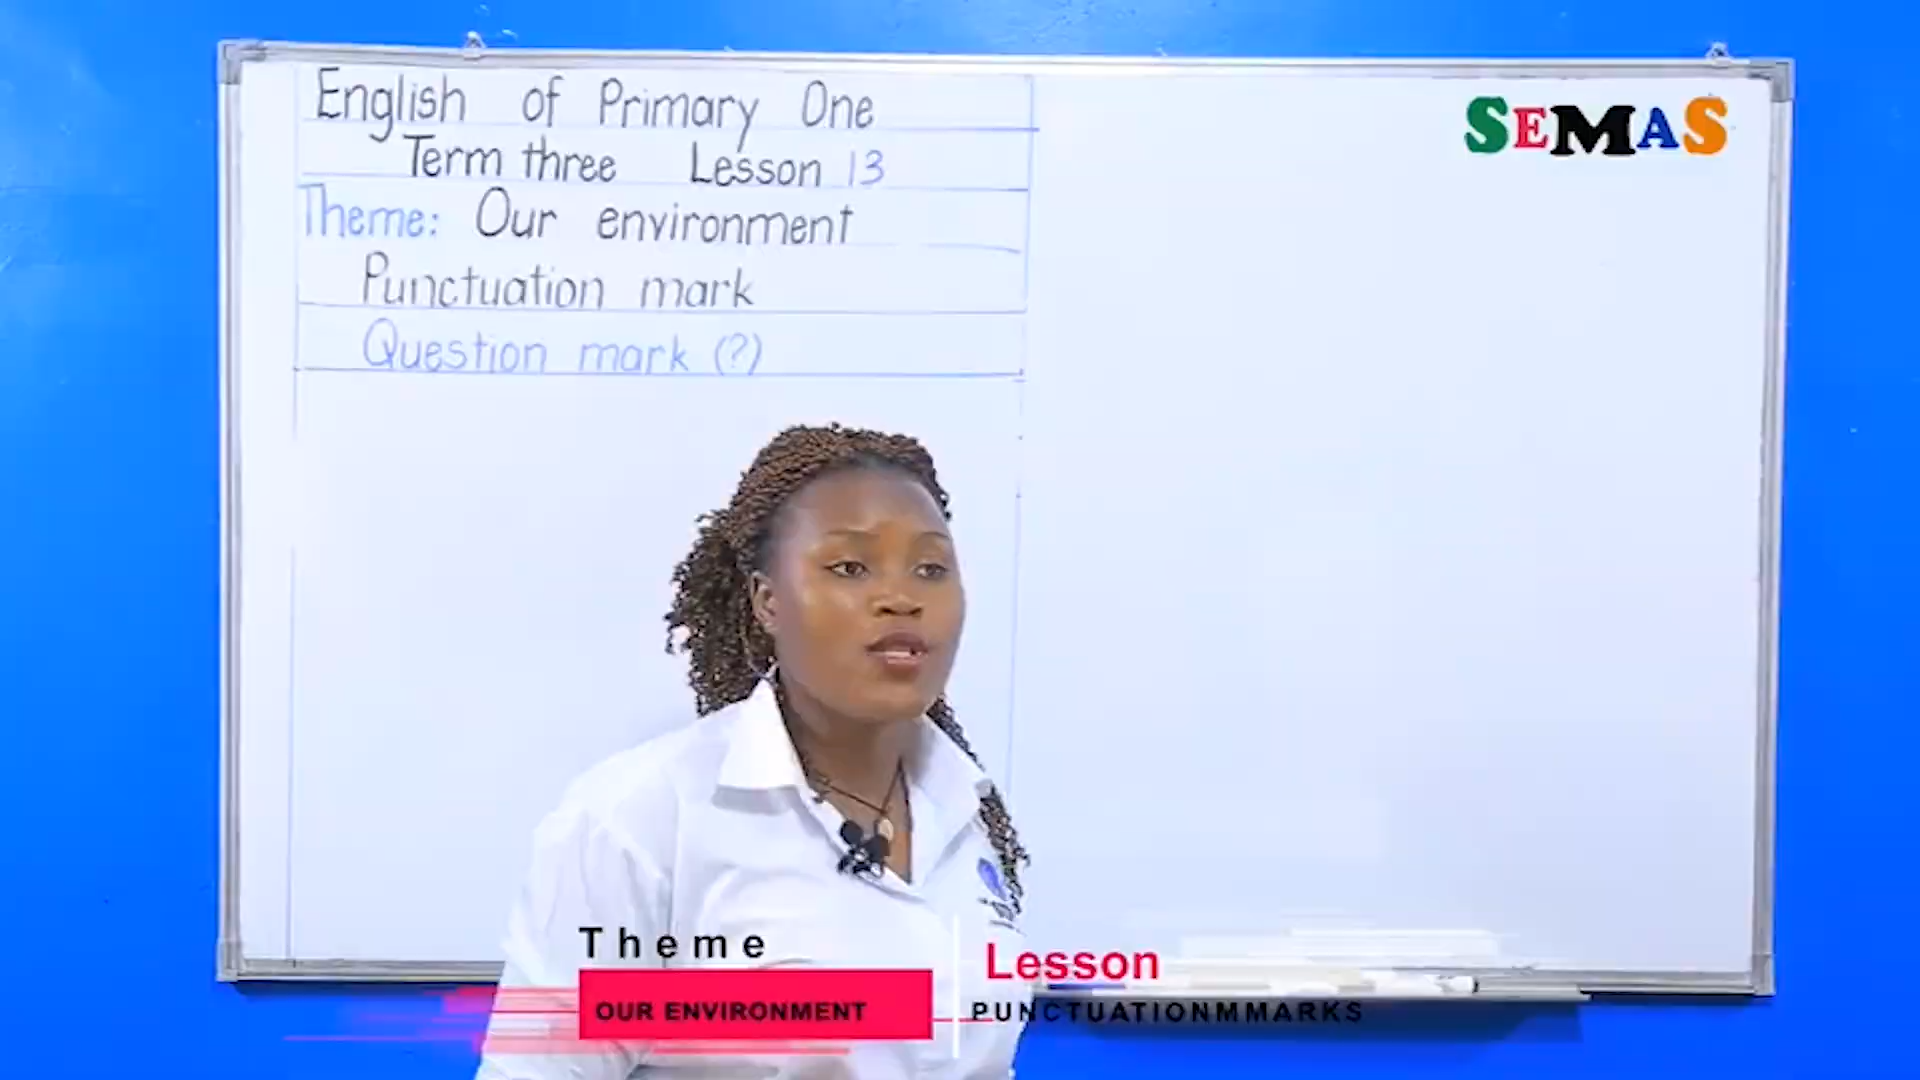 English of Primary One
SEMAS
Term three Lesson 13
Theme: Our environment
Punctuation mark
Question mark (?)
Theme
OUR ENVIRONMENT
Lesson
PUNCTUATIONMMARKS